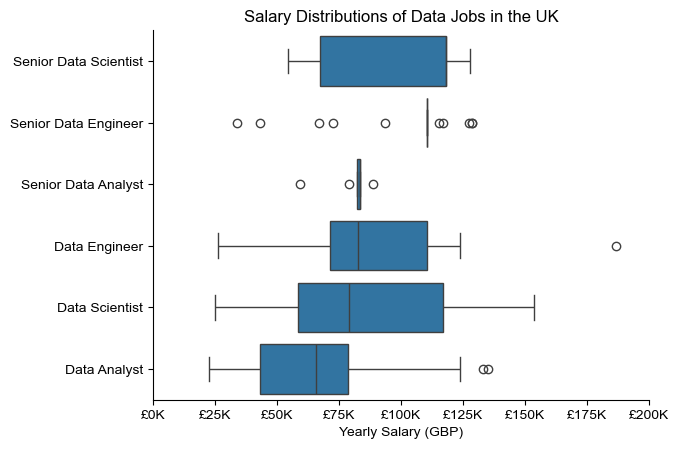 Salary Distributions of Data Jobs in the UK
Senior Data Scientist
Senior Data Engineer
Senior Data Analyst
Data Engineer
Data Scientist
Data Analyst
£0K £25K £50K £75K £100K £125K £150K £175K £200K
Yearly Salary (GBP)